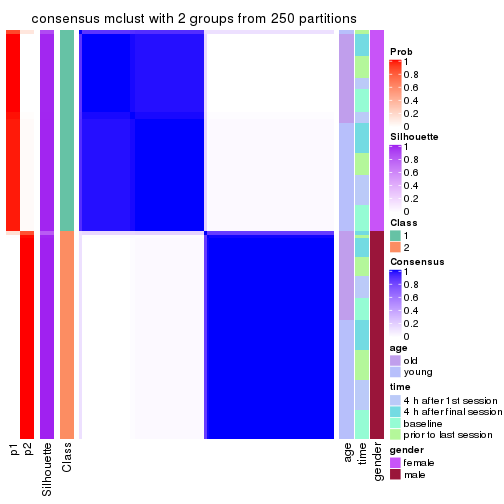 consensus mclust with 2 groups from 250 partitions
Prob
1
0.8
0.6
0.4
0.2
0
Silhouette
1
0.8
0.6
0.4
0.2
0
Class
1
2
Consensus
1
0.8
0.6
0.4
0.2
0
age
old
young
time
4 h after 1st session
4 h after final session
baseline
prior to last session
gender
female
male
p1
p2
Silhouette
Class
age
time
gender